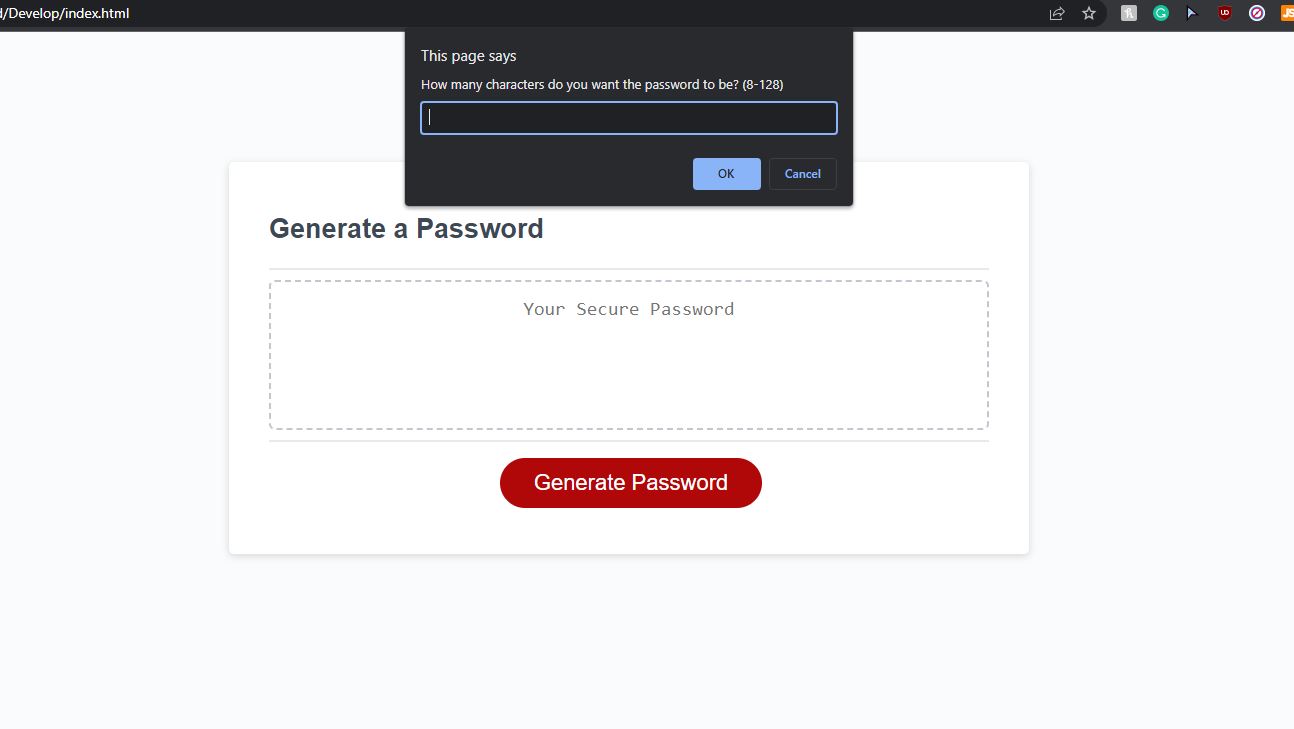 d/Develop/index.html
This page says
How many characters do you want the password to be? (8-128)
OK
Cancel
Generate a Password
Your Secure Password
Generate Password